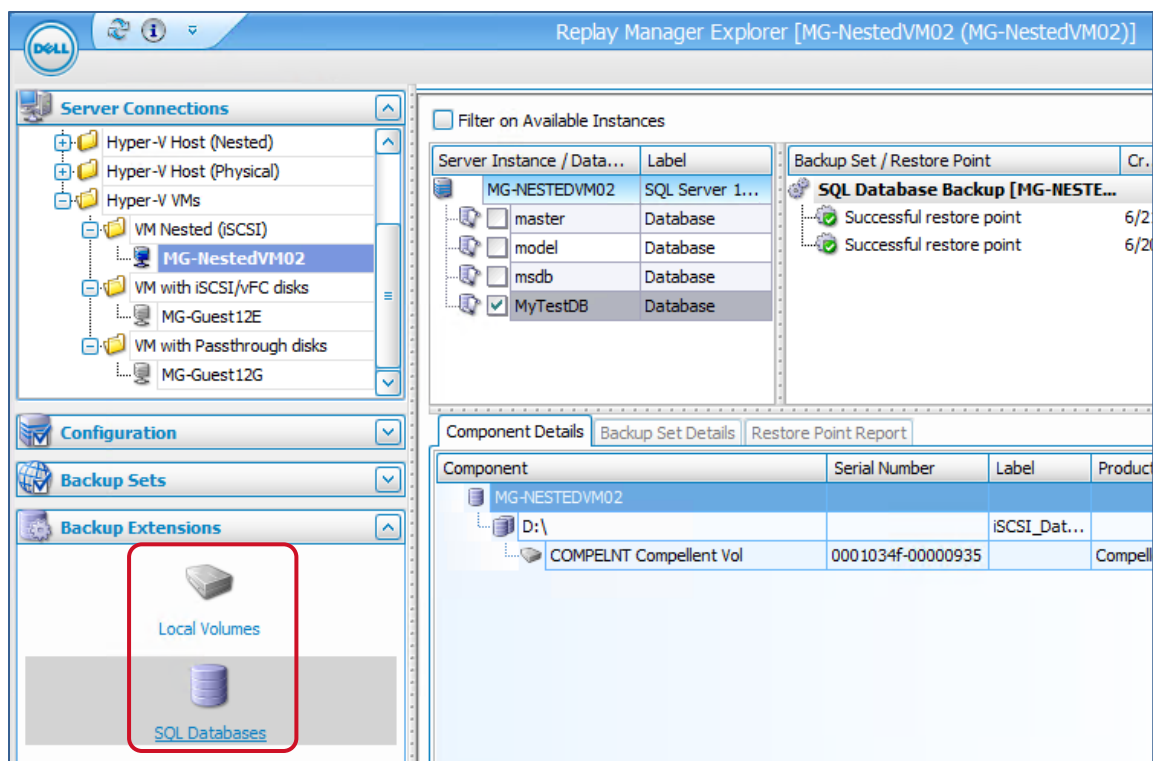 Replay Manager Explorer [MG-NestedVM02 (MG-NestedVM02)]
DELL
Server Connections
Hyper-V Host (Nested)
Hyper-V Host (Physical)
Hyper-V VMs
VM Nested (iSCSI)
MG-NestedVM02
VM with iSCSI/vFC disks
MG-Guest12E
VM with Passthrough disks
MG-Guest12G
Configuration
Backup Sets
Backup Extensions
Local Volumes
SQL Databases
Filter on Available Instances
Server Instance / Data... Label
MG-NESTEDVM02 SQL Server 1...
master Database
model Database
msdb Database
MyTestDB Database
Backup Set / Restore Point Cr.
SQL Database Backup [MG-NESTE...
Successful restore point 6/2
Successful restore point 6/20
Component Details Backup Set Details Restore Point Report
Component Serial Number Label Product
MG-NESTEDVM02
D:\ iSCSI_Dat...
COMPELNT Compellent Vol 0001034f-00000935 Compell